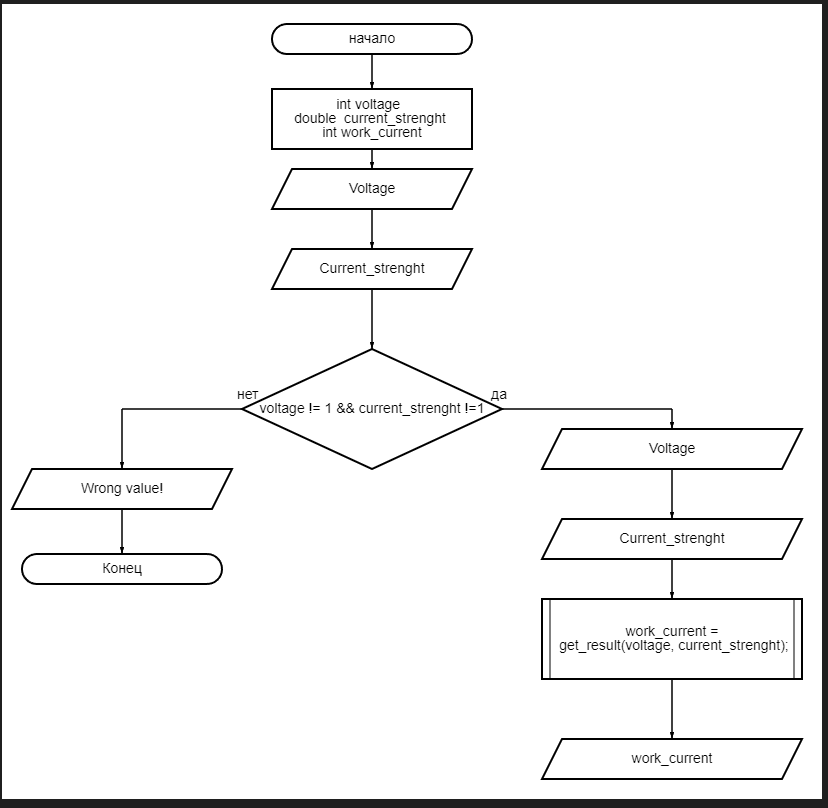 начало
int voltage
double current_strenght
int work_current
Voltage
Current_strenght
нет
да
voltage != 1 && current_strenght !=1
Wrong value!
Конец
Voltage
Current_strenght
work_current =
get_result(voltage, current_strenght);
work_current